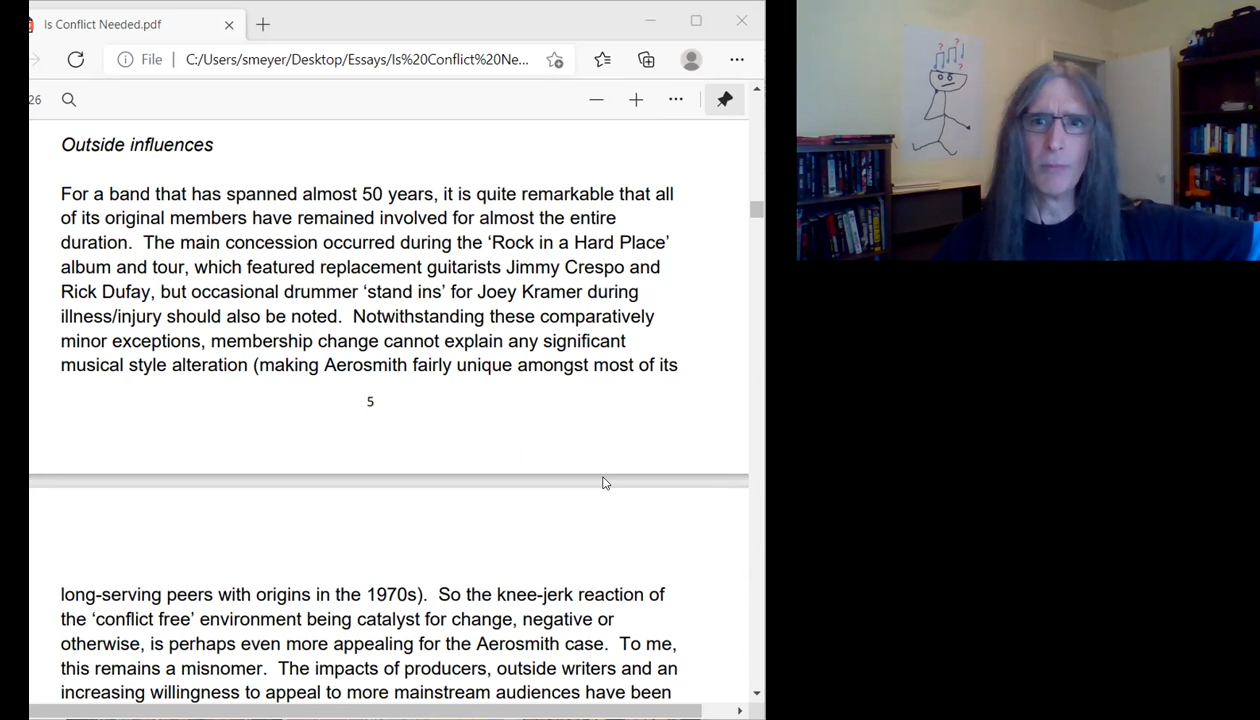 Is Conflict Needed.pdf
File
C:/Users/smeyer/Desktop/Essays/Is%20Conflict%20Ne...
26
Outside influences
For a band that has spanned almost 50 years, it is quite remarkable that all
of its original members have remained involved for almost the entire
duration. The main concession occurred during the ‘Rock in a Hard Place’
album and tour, which featured replacement guitarists Jimmy Crespo and
Rick Dufay, but occasional drummer ‘stand ins’ for Joey Kramer during
illness/injury should also be noted. Notwithstanding these comparatively
minor exceptions, membership change cannot explain any significant
musical style alteration (making Aerosmith fairly unique amongst most of its
5
long-serving peers with origins in the 1970s). So the knee-jerk reaction of
the ‘conflict free’ environment being catalyst for change, negative or
otherwise, is perhaps even more appealing for the Aerosmith case. To me,
this remains a misnomer. The impacts of producers, outside writers and an
increasing willingness to appeal to more mainstream audiences have been
? ? ?